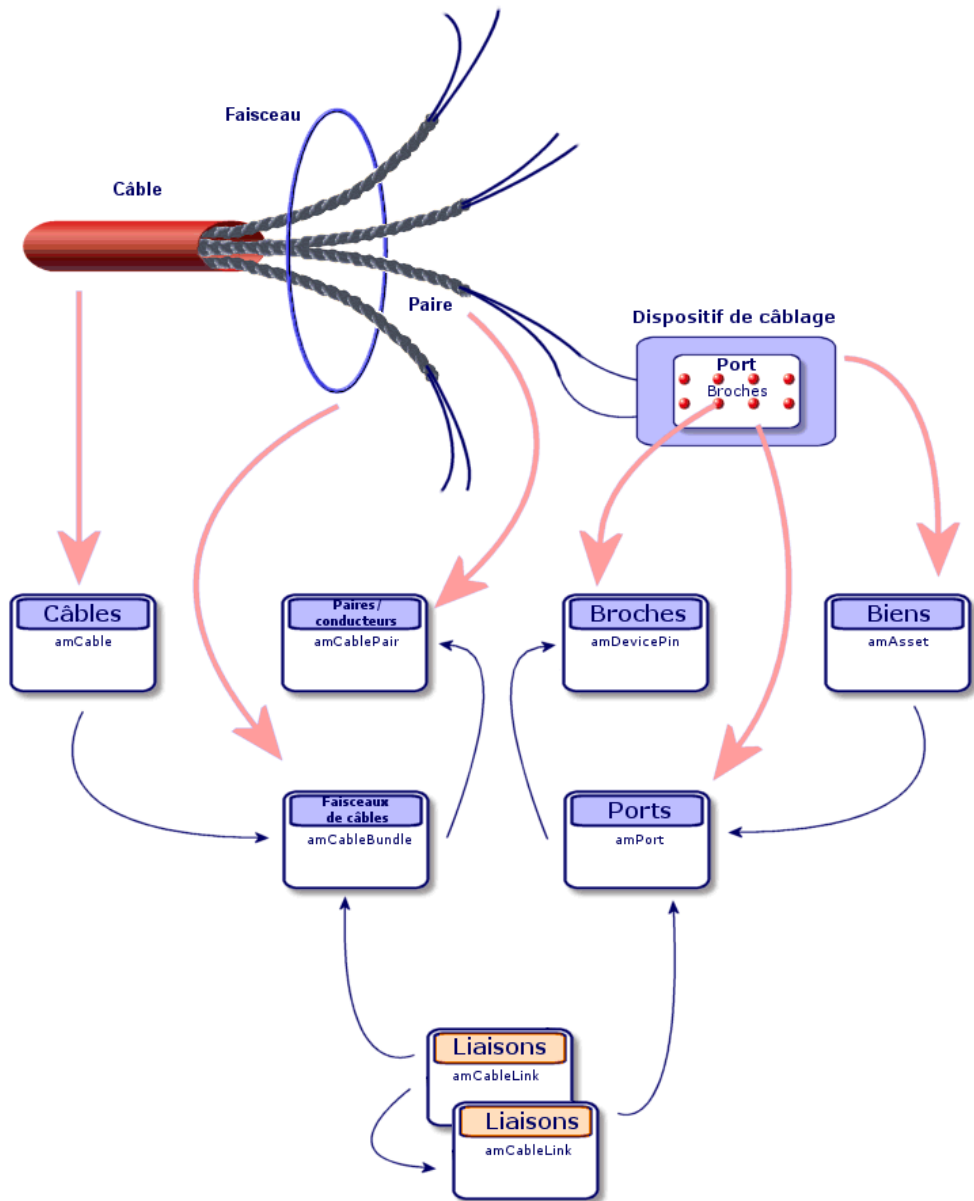 Faisceau
Câble
Paire
Dispositif de câblage
Port
Broches
Câbles
amCable
Paires/
conducteurs
amCablePair
Broches
amDevicePin
Biens
amAsset
Faisceaux
de câbles
amCableBundle
Ports
amPort
Liaisons
amCableLink
Liaisons
amCableLink